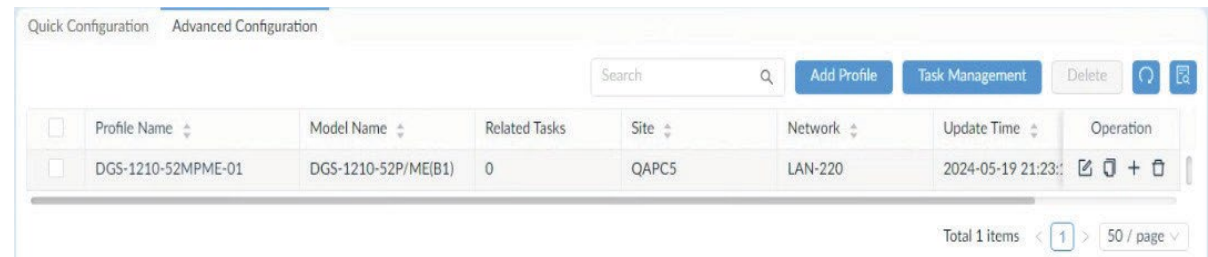 Quick Configuration Advanced Configuration
Search Add Profile Task Management Delete
Profile Name Model Name Related Tasks Site Network Update Time Operation
DGS-1210-52MPME-01 DGS-1210-52P/ME(B1) 0 QAPC5 LAN-220 2024-05-19 21:23:
Total 1 items < 1 > 50 / page